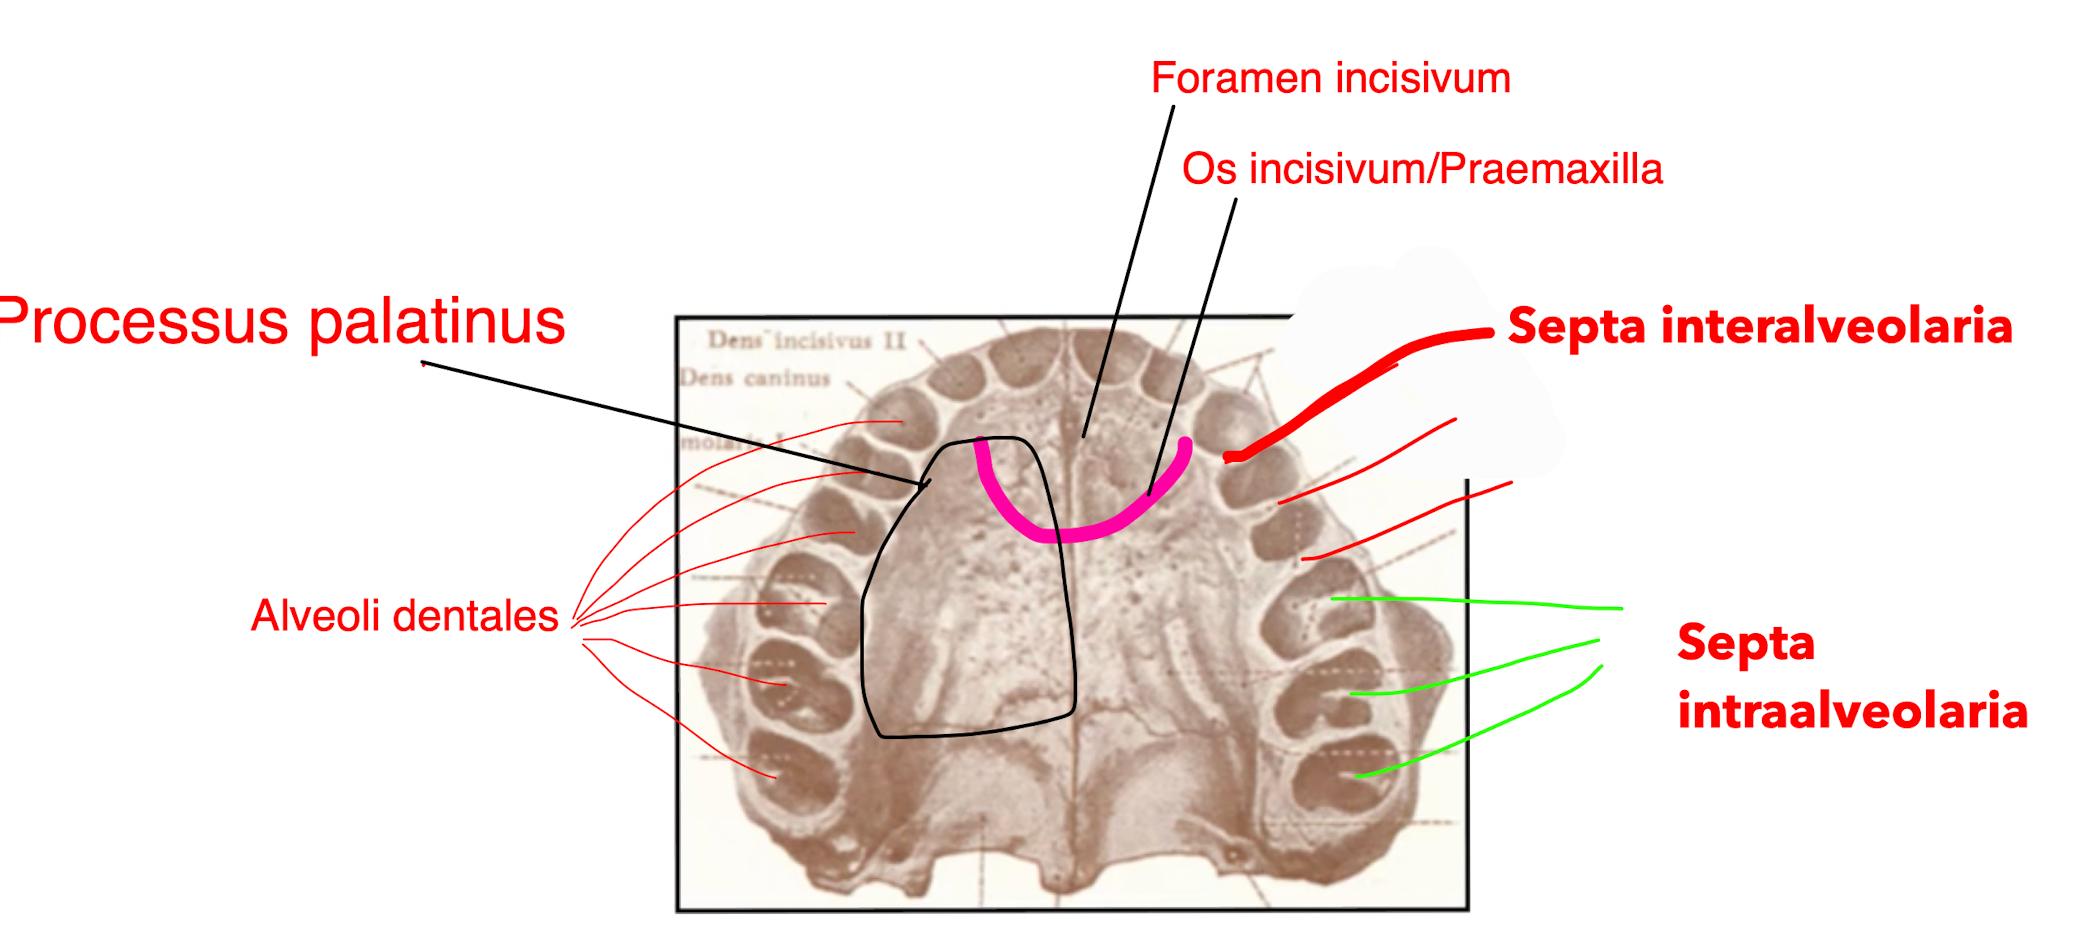 Foramen incisivum
Os incisivum/Praemaxilla
Processus palatinus
Septa interalveolaria
Dens incisivus II
Dens caninus
molaris I
Alveoli dentales
Septa
intraalveolaria